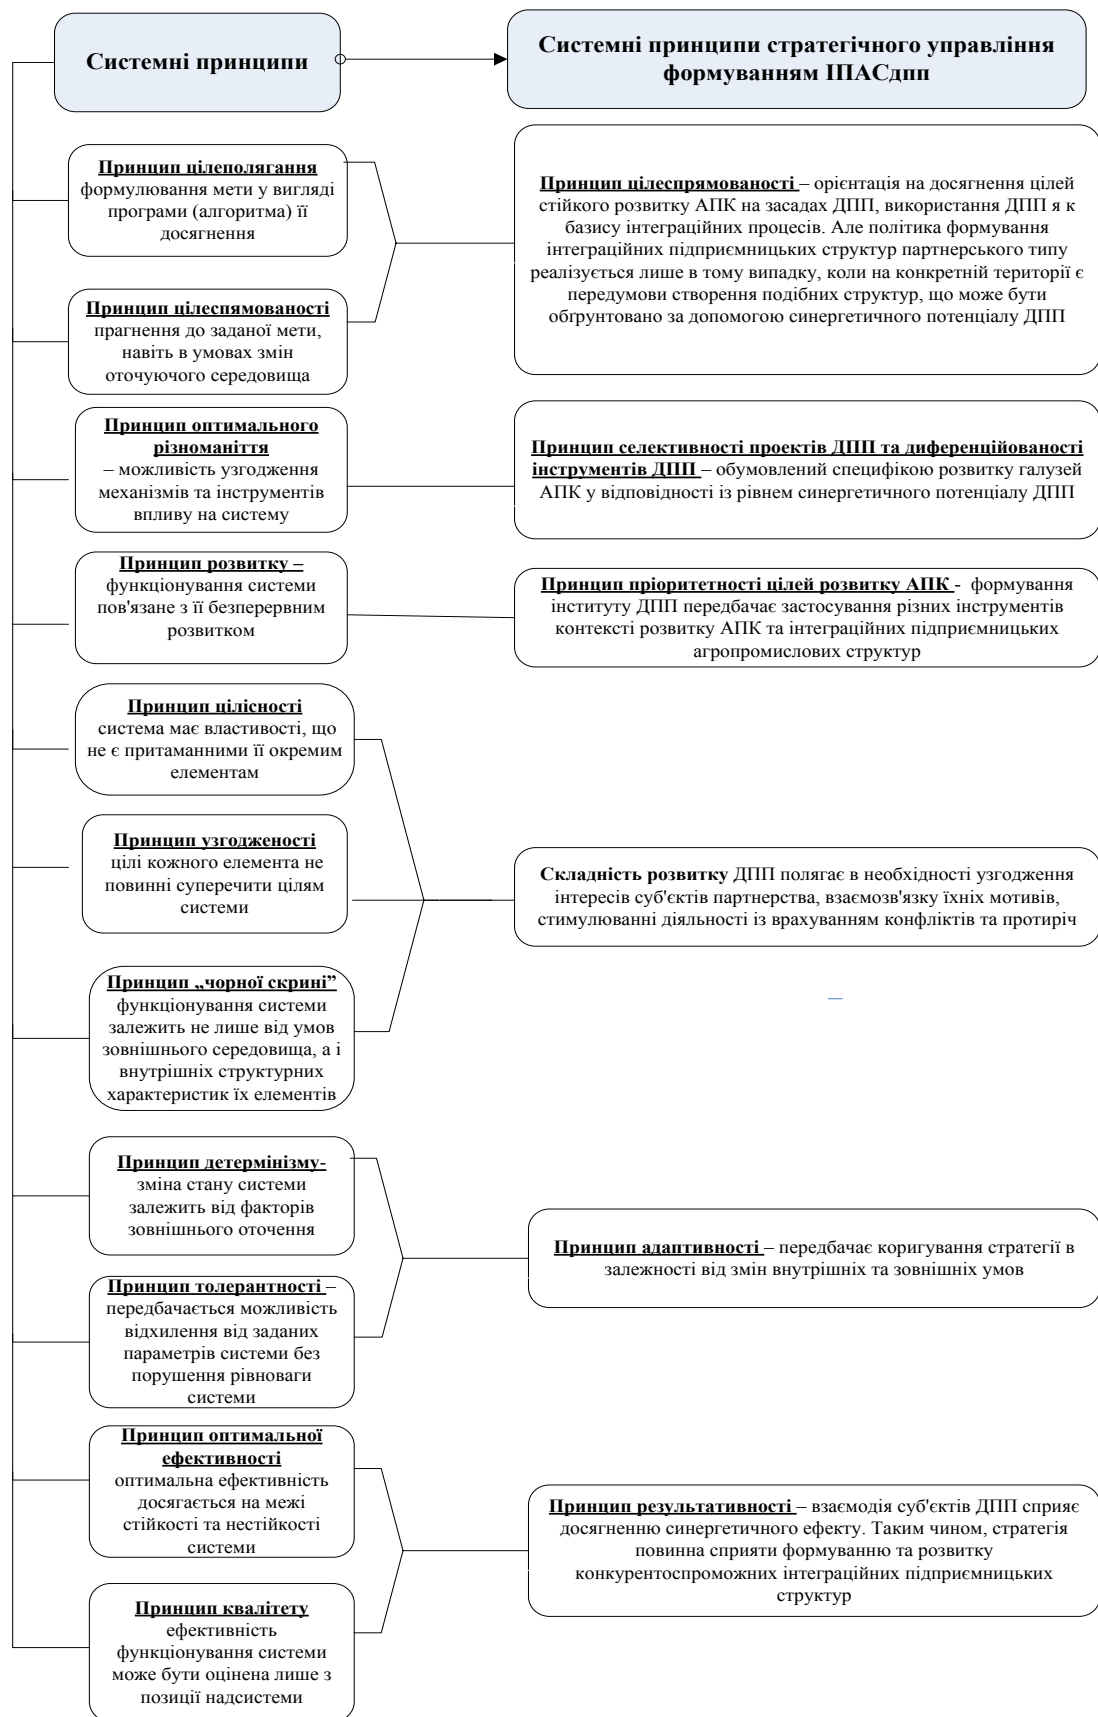 Системні принципи
Системні принципи стратегічного управління
формуванням ІПАСдпп
Принцип цілеполягання
формулювання мети у вигляді
програми (алгоритма) її
досягнення
Принцип цілеспрямованості – орієнтація на досягнення цілей
стійкого розвитку АПК на засадах ДПП, використання ДПП я к
базису інтеграційних процесів. Але політика формування
інтеграційних підприємницьких структур партнерського типу
реалізується лише в тому випадку, коли на конкретній території є
передумови створення подібних структур, що може бути
обґрунтовано за допомогою синергетичного потенціалу ДПП
Принцип цілеспямованості
прагнення до заданої мети,
навіть в умовах змін
оточуючого середовища
Принцип оптимального
різноманіття
– можливість узгодження
механізмів та інструментів
впливу на систему
Принцип селективності проектів ДПП та диференційованості
інструментів ДПП – обумовлений специфікою розвитку галузей
АПК у відповідності із рівнем синергетичного потенціалу ДПП
Принцип розвитку –
функціонування системи
пов'язане з її безперервним
розвитком
Принцип пріоритетності цілей розвитку АПК - формування
інституту ДПП передбачає застосування різних інструментів
контексті розвитку АПК та інтеграційних підприємницьких
агропромислових структур
Принцип цілісності
система має властивості, що
не є притаманними її окремим
елементам
Принцип узгодженості
цілі кожного елемента не
повинні суперечити цілям
системи
Складність розвитку ДПП полягає в необхідності узгодження
інтересів суб'єктів партнерства, взаємозв'язку їхніх мотивів,
стимулюванні діяльності із врахуванням конфліктів та протиріч
Принцип „чорної скрині”
функціонування системи
залежить не лише від умов
зовнішнього середовища, а і
внутрішніх структурних
характеристик їх елементів
Принцип детермінізму-
зміна стану системи
залежить від факторів
зовнішнього оточення
Принцип адаптивності – передбачає коригування стратегії в
залежності від змін внутрішніх та зовнішніх умов
Принцип толерантності –
передбачається можливість
відхилення від заданих
параметрів системи без
порушення рівноваги
системи
Принцип оптимальної
ефективності
оптимальна ефективність
досягається на межі
стійкості та нестійкості
системи
Принцип результативності – взаємодія суб'єктів ДПП сприяє
досягненню синергетичного ефекту. Таким чином, стратегія
повинна сприяти формуванню та розвитку
конкурентоспроможних інтеграційних підприємницьких
структур
Принцип квалітету
ефективність
функціонування системи
може бути оцінена лише з
позиції надсистеми